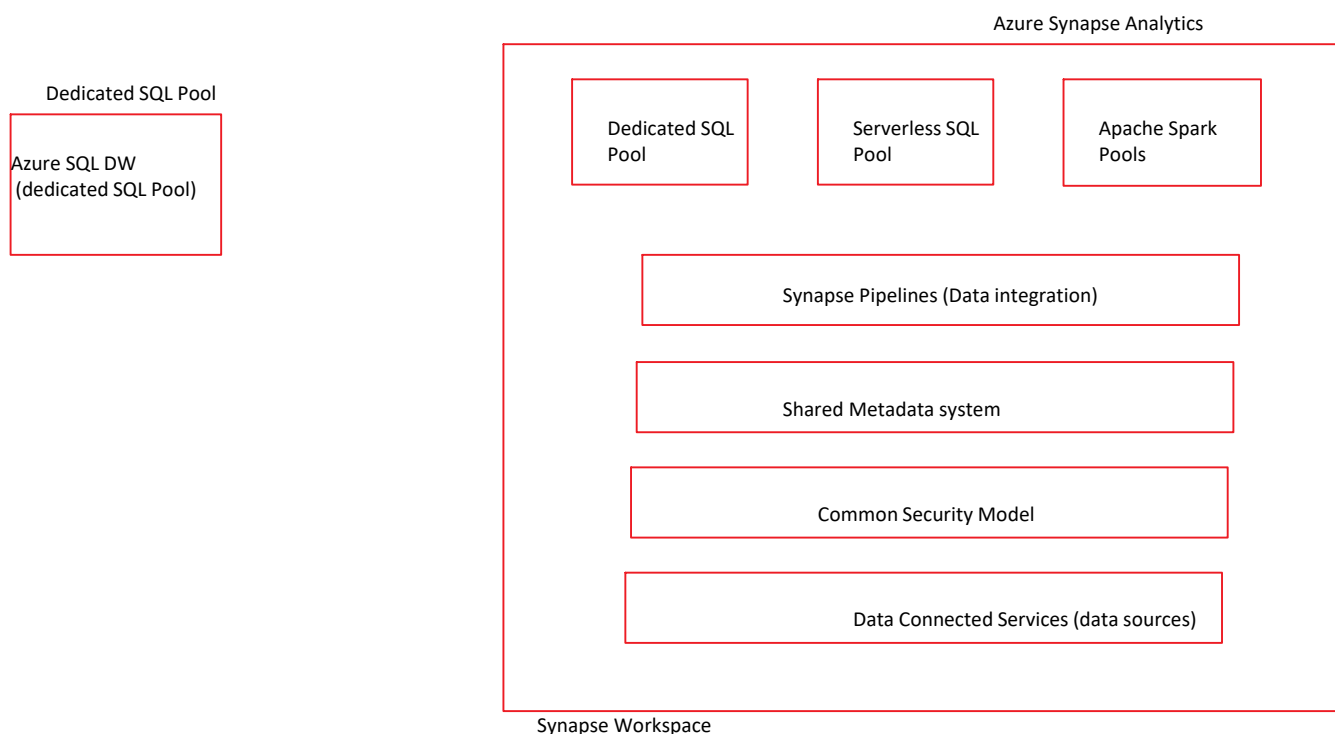 Azure Synapse Analytics
Dedicated SQL Pool
Azure SQL DW
(dedicated SQL Pool)
Dedicated SQL
Pool
Serverless SQL
Pool
Apache Spark
Pools
Synapse Pipelines (Data integration)
Shared Metadata system
Common Security Model
Data Connected Services (data sources)
Synapse Workspace